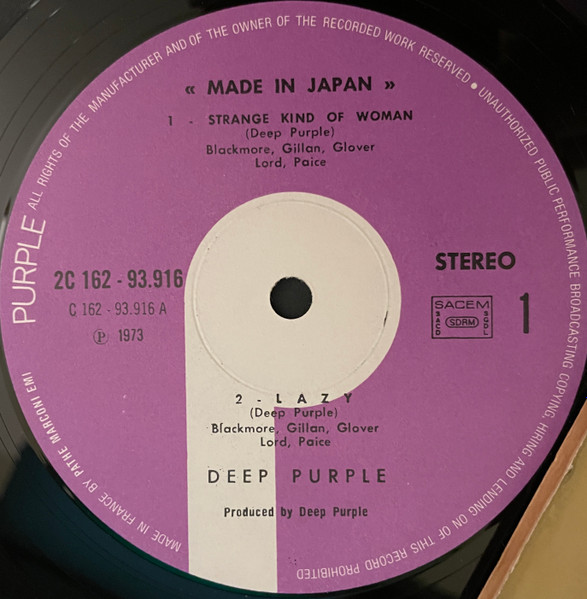 ALL RIGHTS OF THE MANUFACTURER AND OF THE OWNER OF THE RECORDED WORK RESERVED • UNAUTHORIZED PUBLIC PERFORMANCE BROADCASTING COPYING, HIRING AND LENDING ON OF THIS RECORD PROHIBITED
« MADE IN JAPAN »
1 - STRANGE KIND OF WOMAN
(Deep Purple)
Blackmore, Gillan, Glover
Lord, Paice
PURPLE
2C 162 - 93.916
C 162 - 93.916 A
Ⓟ 1973
STEREO
SACEM
SACD
SDRM
SGDL
1
2 - LAZY
(Deep Purple)
Blackmore, Gillan, Glover
Lord, Paice
DEEP PURPLE
Produced by Deep Purple
MADE IN FRANCE BY PATHE MARCONI EMI